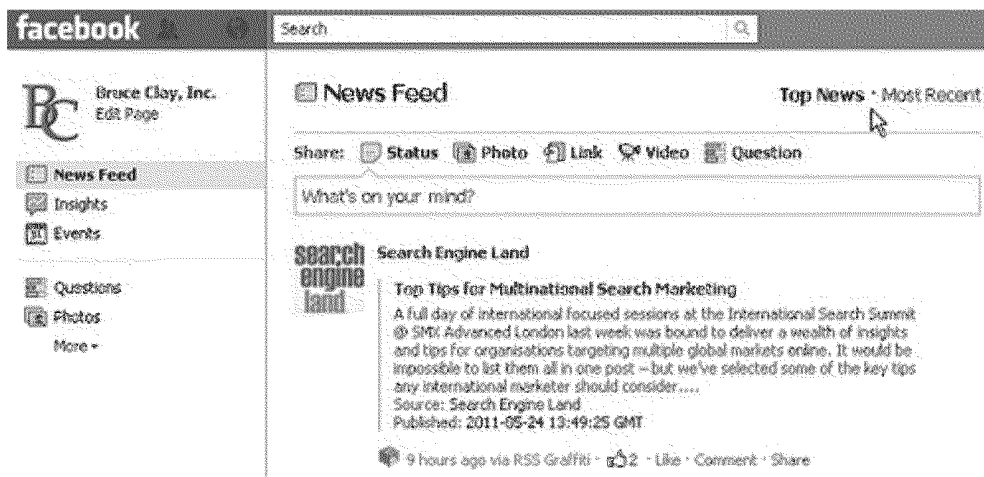 facebook
Search
Bruce Clay, Inc.
Edit Page
News Feed
Insights
Events
Questions
Photos
More
News Feed
Top News · Most Recent
Share: Status Photo Link Video Question
What's on your mind?
search
engine
land
Search Engine Land
Top Tips for Multinational Search Marketing
A full day of international focused sessions at the International Search Summit
@ SMX Advanced London last week was bound to deliver a wealth of insights
and tips for organisations targeting multiple global markets online. It would be
impossible to list them all in one post – but we've selected some of the key tips
any international marketer should consider....
Source: Search Engine Land
Published: 2011-05-24 13:49:25 GMT
9 hours ago via RSS Graffiti · 2 · Like · Comment · Share